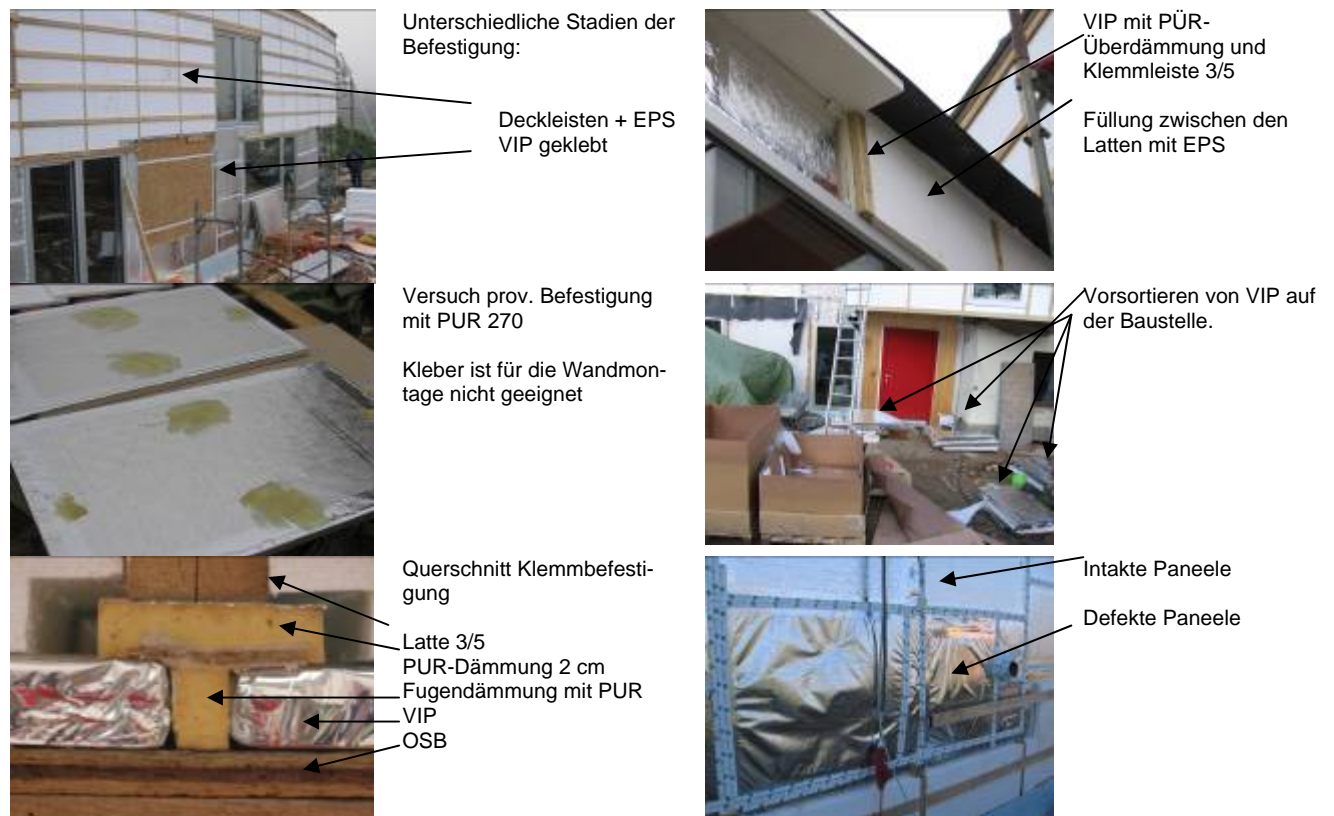 Unterschiedliche Stadien der
Befestigung:
Deckleisten + EPS
VIP geklebt
VIP mit PÜR-
Überdämmung und
Klemmleiste 3/5
Füllung zwischen den
Latten mit EPS
Versuch prov. Befestigung
mit PUR 270
Kleber ist für die Wandmon-
tage nicht geeignet
Vorsortieren von VIP auf
der Baustelle.
Querschnitt Klemmbefesti-
gung
Latte 3/5
PUR-Dämmung 2 cm
Fugendämmung mit PUR
VIP
OSB
Intakte Paneele
Defekte Paneele